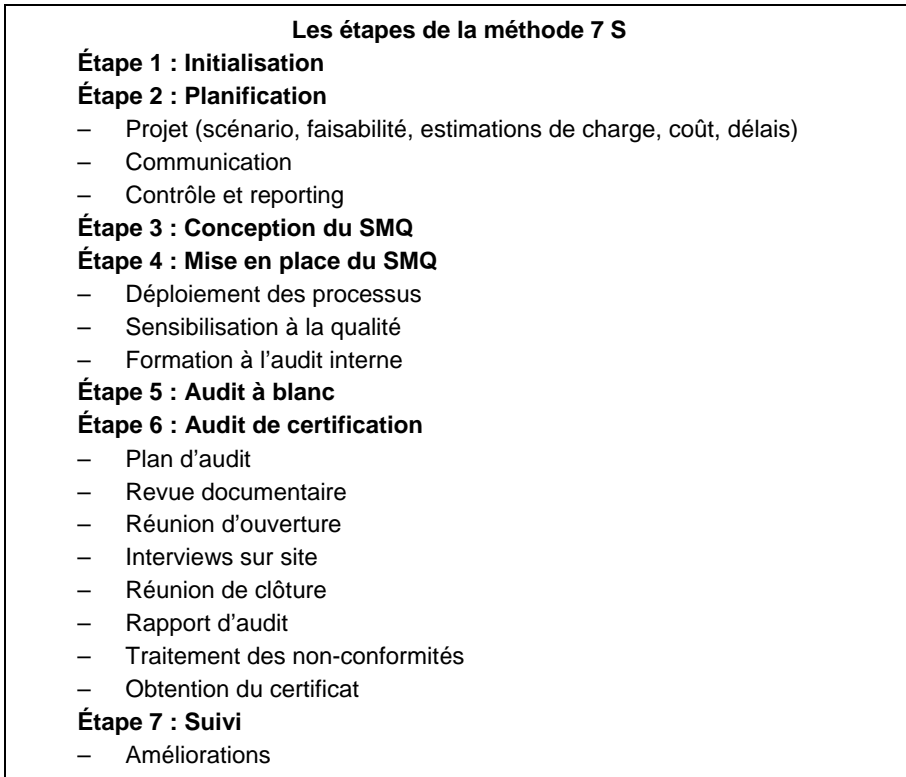 Les étapes de la méthode 7 S
Étape 1 : Initialisation
Étape 2 : Planification
– Projet (scénario, faisabilité, estimations de charge, coût, délais)
– Communication
– Contrôle et reporting
Étape 3 : Conception du SMQ
Étape 4 : Mise en place du SMQ
– Déploiement des processus
– Sensibilisation à la qualité
– Formation à l’audit interne
Étape 5 : Audit à blanc
Étape 6 : Audit de certification
– Plan d’audit
– Revue documentaire
– Réunion d’ouverture
– Interviews sur site
– Réunion de clôture
– Rapport d’audit
– Traitement des non-conformités
– Obtention du certificat
Étape 7 : Suivi
– Améliorations